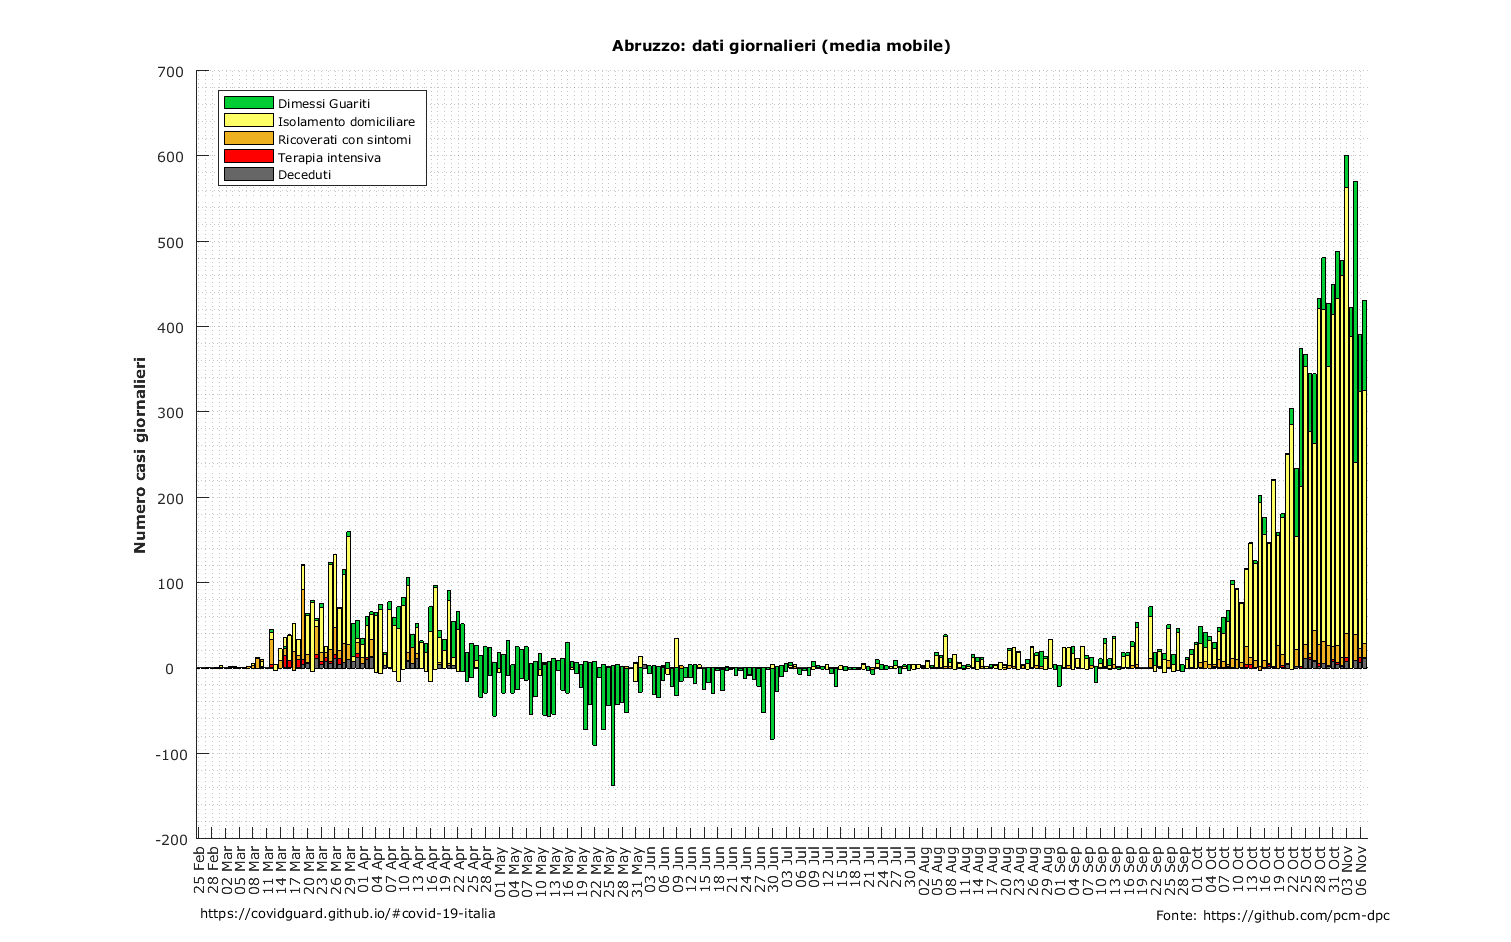 Abruzzo: dati giornalieri (media mobile)
700
600
500
400
300
200
100
0
-100
-200
Numero casi giornalieri
Dimessi Guariti
Isolamento domiciliare
Ricoverati con sintomi
Terapia intensiva
Deceduti
25 Feb
28 Feb
02 Mar
05 Mar
08 Mar
11 Mar
14 Mar
17 Mar
20 Mar
23 Mar
26 Mar
29 Mar
01 Apr
04 Apr
07 Apr
10 Apr
13 Apr
16 Apr
19 Apr
22 Apr
25 Apr
28 Apr
01 May
04 May
07 May
10 May
13 May
16 May
19 May
22 May
25 May
28 May
31 May
03 Jun
06 Jun
09 Jun
12 Jun
15 Jun
18 Jun
21 Jun
24 Jun
27 Jun
30 Jun
03 Jul
06 Jul
09 Jul
12 Jul
15 Jul
18 Jul
21 Jul
24 Jul
27 Jul
30 Jul
02 Aug
05 Aug
08 Aug
11 Aug
14 Aug
17 Aug
20 Aug
23 Aug
26 Aug
29 Aug
01 Sep
04 Sep
07 Sep
10 Sep
13 Sep
16 Sep
19 Sep
22 Sep
25 Sep
28 Sep
01 Oct
04 Oct
07 Oct
10 Oct
13 Oct
16 Oct
19 Oct
22 Oct
25 Oct
28 Oct
31 Oct
03 Nov
06 Nov
https://covidguard.github.io/#covid-19-italia
Fonte: https://github.com/pcm-dpc